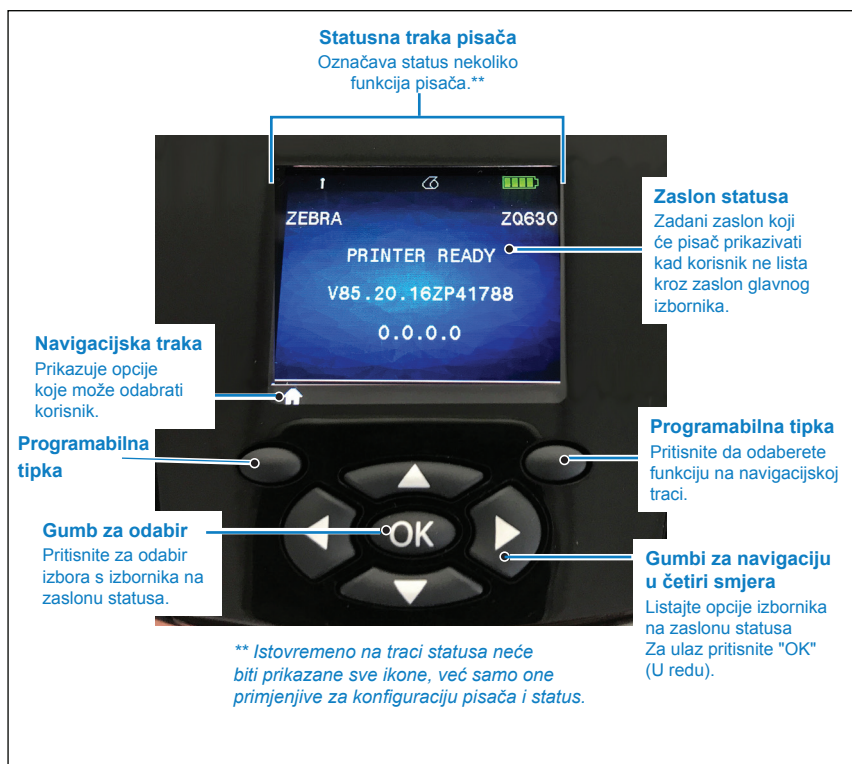 Statusna traka pisača
Označava status nekoliko
funkcija pisača.**
ZEBRA
ZQ630
PRINTER READY
V85.20.16ZP41788
0.0.0.0
Zaslon statusa
Zadani zaslon koji
će pisač prikazivati
kad korisnik ne lista
kroz zaslon glavnog
izbornika.
Navigacijska traka
Prikazuje opcije
koje može odabrati
korisnik.
Programabilna
tipka
Programabilna tipka
Pritisnite da odaberete
funkciju na navigacijskoj
traci.
Gumb za odabir
Pritisnite za odabir
izbora s izbornika na
zaslonu statusa.
OK
Gumbi za navigaciju
u četiri smjera
Listajte opcije izbornika
na zaslonu statusa
Za ulaz pritisnite "OK"
(U redu).
** Istovremeno na traci statusa neće
biti prikazane sve ikone, već samo one
primjenjive za konfiguraciju pisača i status.